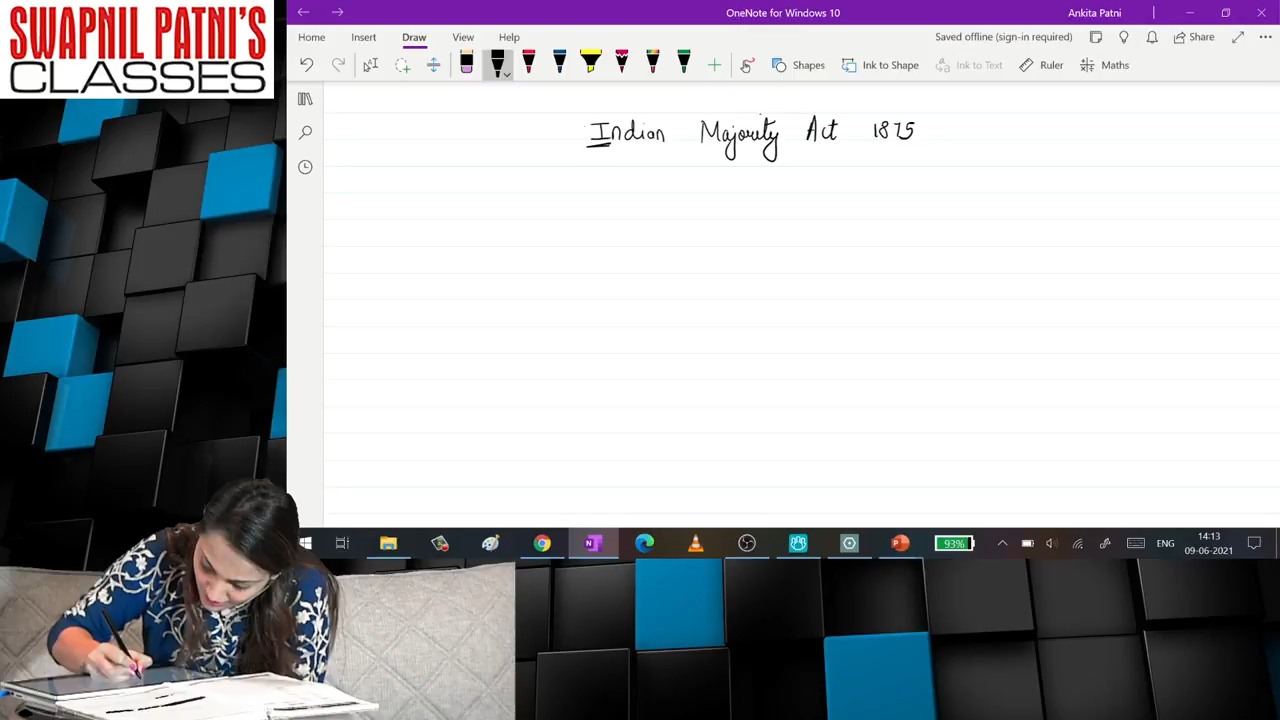 SWAPNIL PATNI'S
CLASSES
OneNote for Windows 10
Ankita Patni
Home Insert Draw View Help
Saved offline (sign-in required)
Share
Shapes
Ink to Shape
Ink to Text
Ruler
Maths
Indian Majority Act 1875
93%
ENG
14:13
09-06-2021